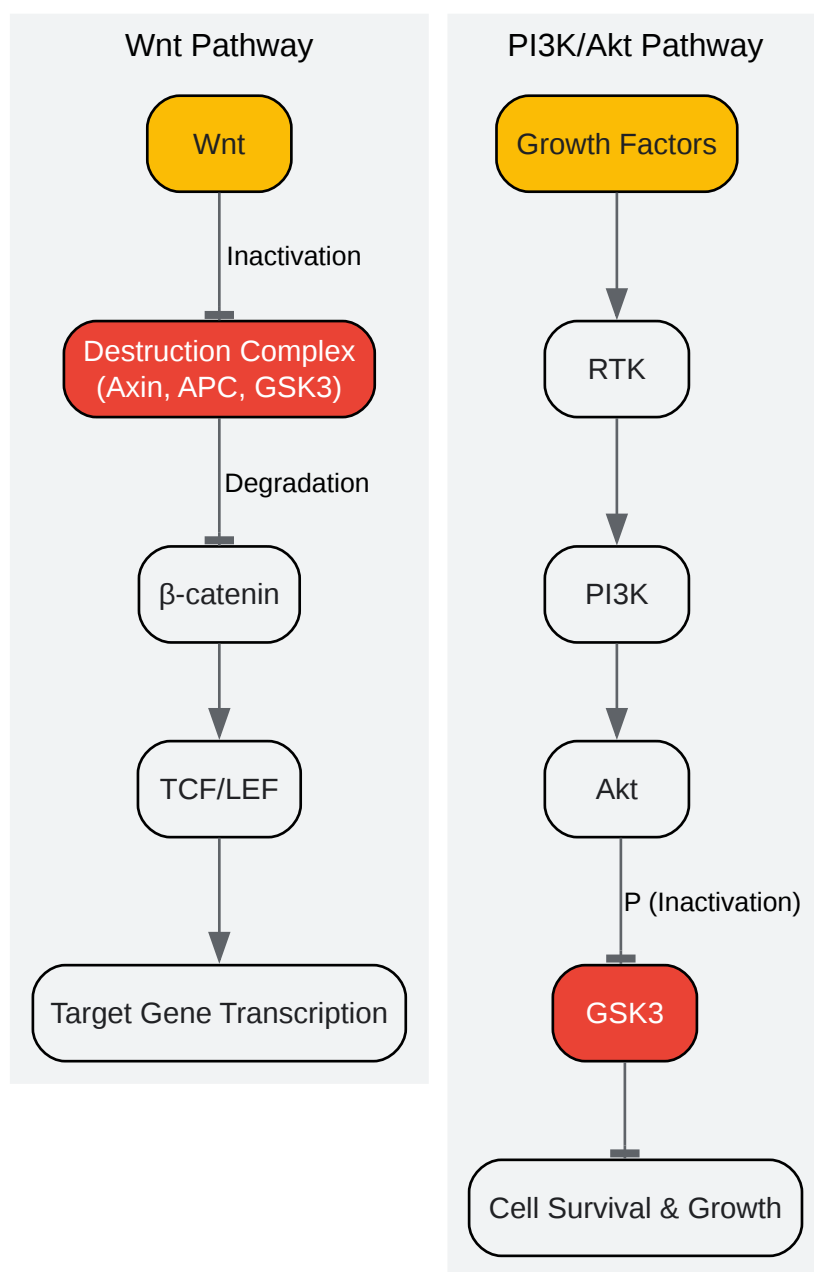 Wnt Pathway
Wnt
Inactivation
Destruction Complex
(Axin, APC, GSK3)
Degradation
β-catenin
TCF/LEF
Target Gene Transcription
PI3K/Akt Pathway
Growth Factors
RTK
PI3K
Akt
P (Inactivation)
GSK3
Cell Survival & Growth